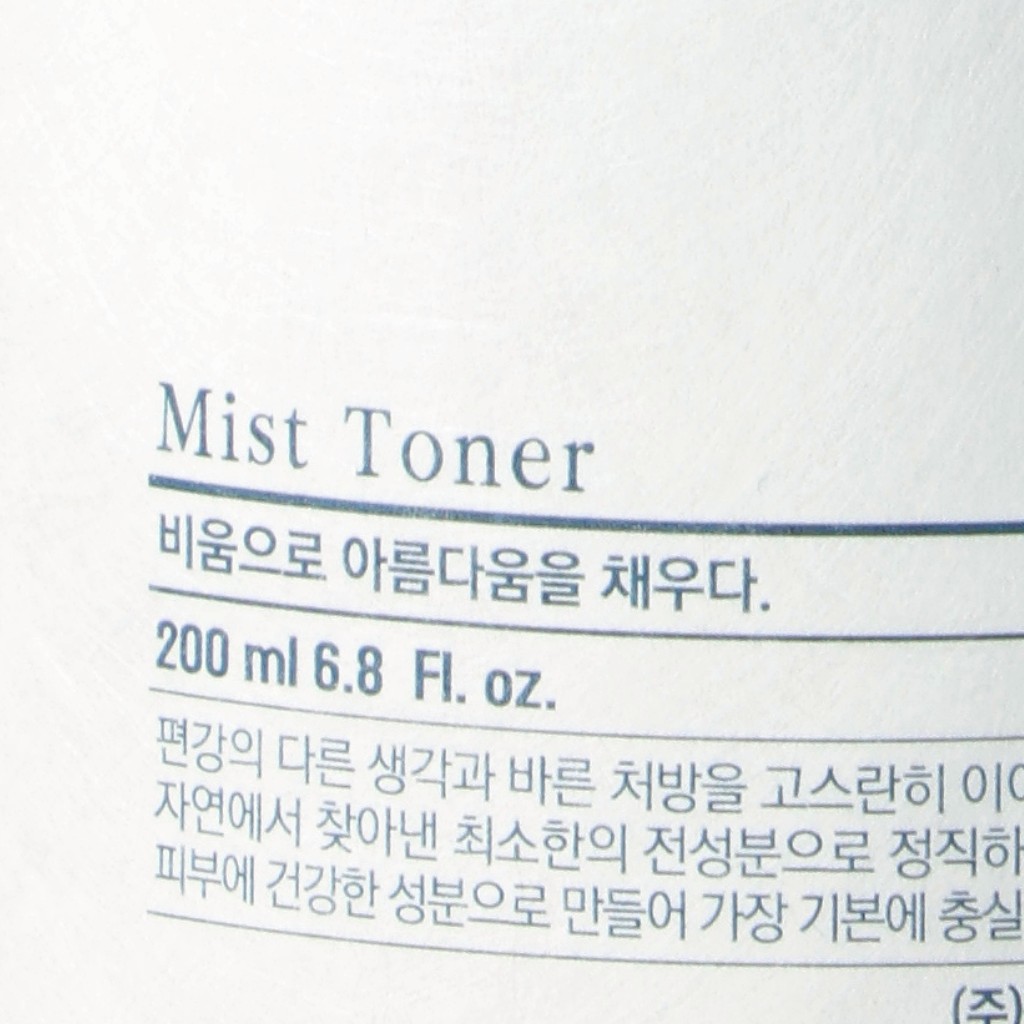 Mist Toner
비움으로 아름다움을 채우다.
200 ml 6.8 Fl. oz.
편강의 다른 생각과 바른 처방을 고스란히
자연에서 찾아낸 최소한의 전성분으로 정직하
피부에 건강한 성분으로 만들어 가장 기본에 충실
(주)